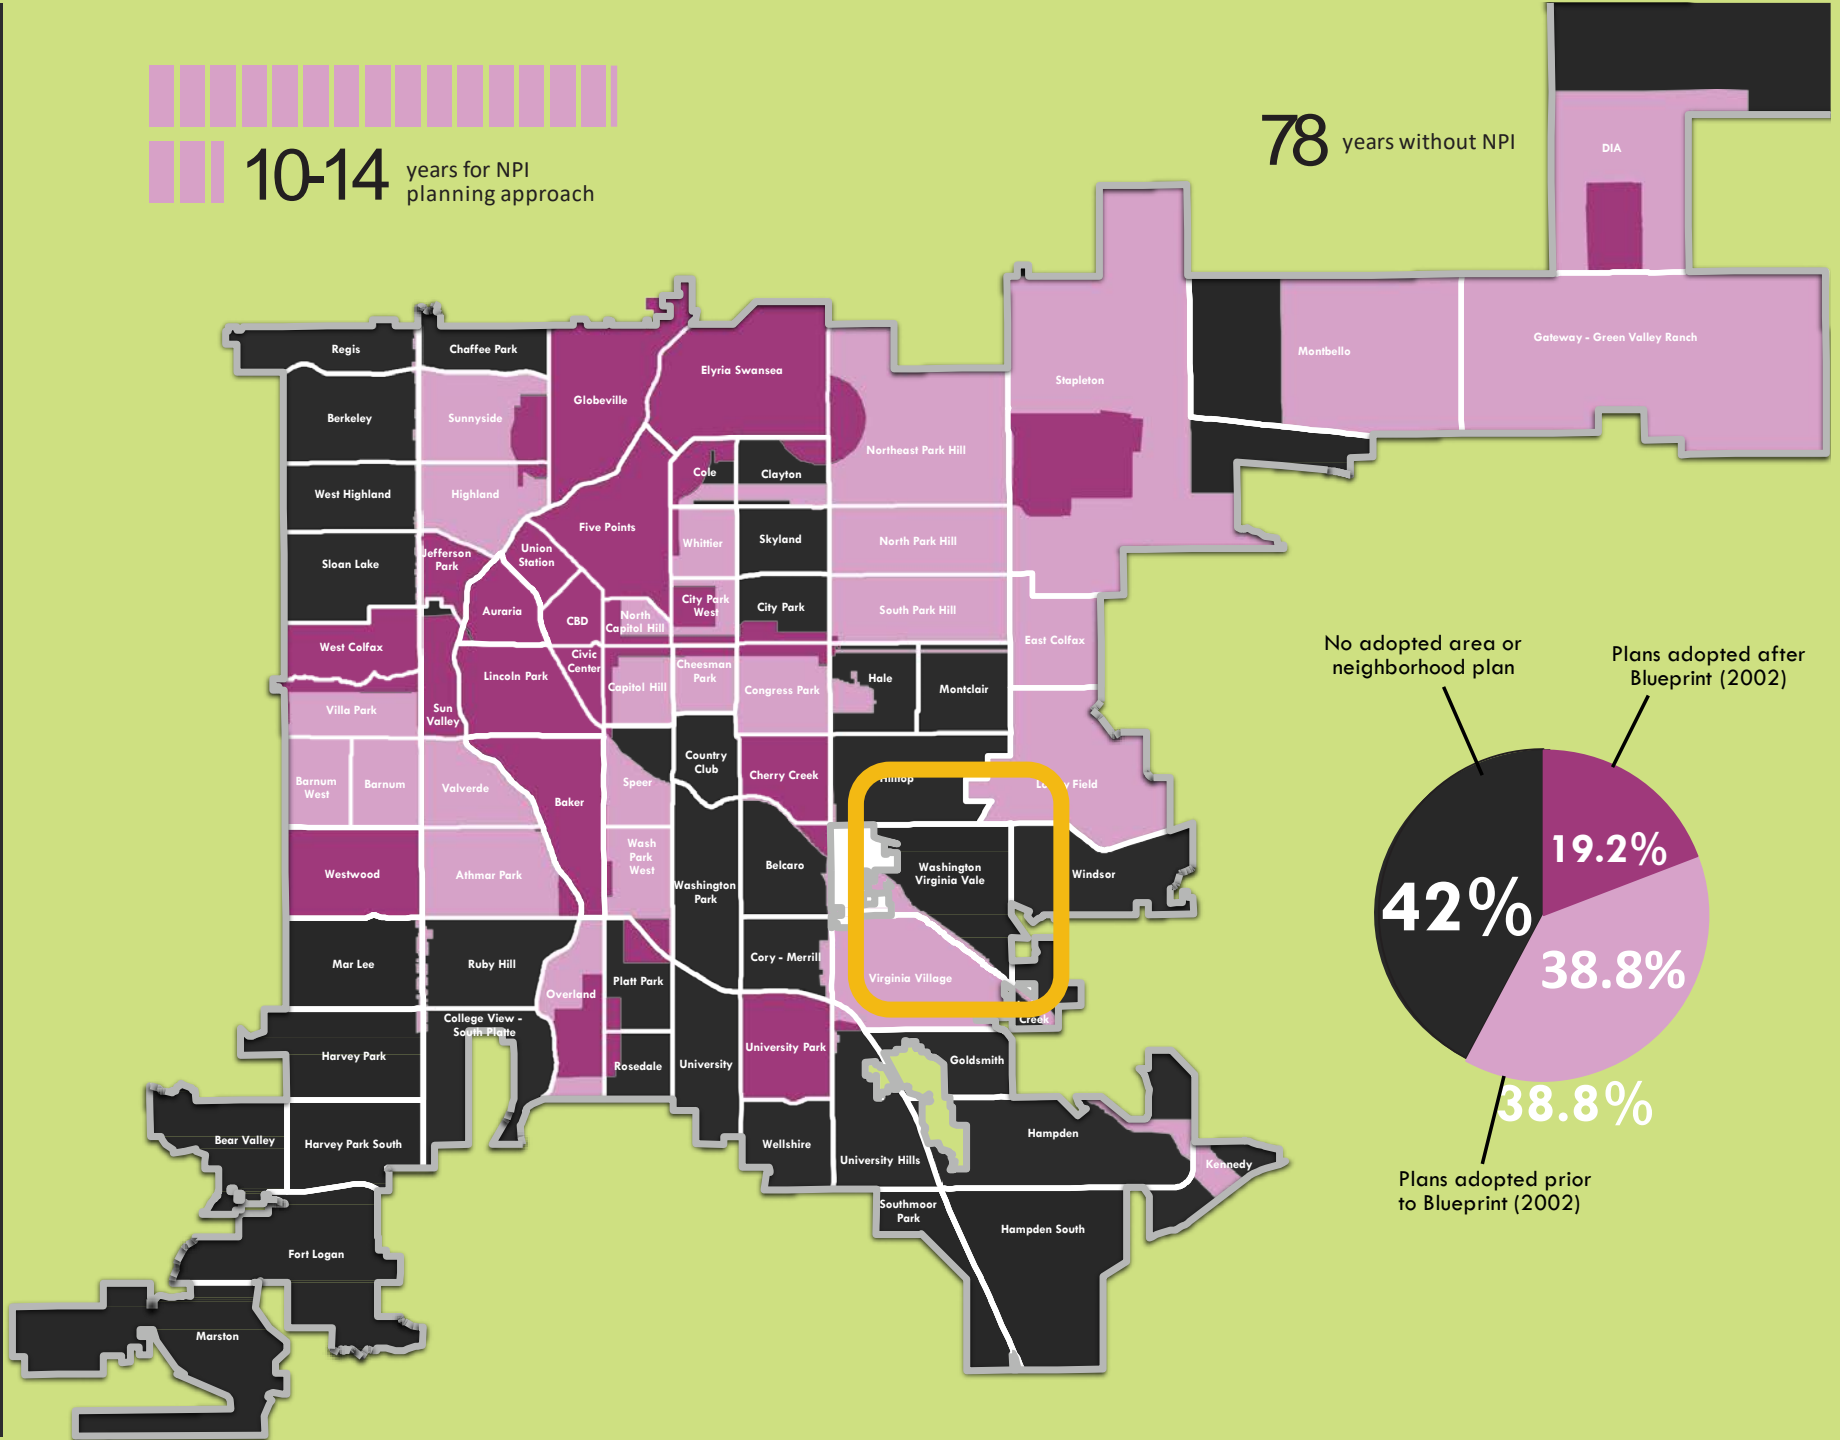 10-14 years for NPI
planning approach
78 years without NPI
DIA
Gateway - Green Valley Ranch
Montbello
Stapleton
Regis
Chaffee Park
Elyria Swansea
Globeville
Berkeley
Sunnyside
Northeast Park Hill
Cole
Clayton
West Highland
Highland
Five Points
Whittier
Skyland
North Park Hill
Union
Station
Jefferson
Park
Sloan Lake
Auraria
City Park
West
City Park
South Park Hill
CBD
North
Capitol Hill
East Colfax
West Colfax
Civic
Center
Lincoln Park
Cheesman
Park
Capitol Hill
Congress Park
Hale
Montclair
Villa Park
Sun
Valley
Country
Club
Cherry Creek
Hilltop
Lowry Field
Barnum
West
Barnum
Valverde
Speer
Baker
Wash
Park
West
Belcaro
Washington
Virginia Vale
Windsor
Westwood
Athmar Park
Washington
Park
Mar Lee
Ruby Hill
Cory - Merrill
Virginia Village
Platt Park
Overland
College View -
South Platte
Creek
Harvey Park
University Park
Rosedale
University
Goldsmith
Bear Valley
Harvey Park South
Wellshire
University Hills
Hampden
Kennedy
Southmoor
Park
Hampden South
Fort Logan
Marston
No adopted area or
neighborhood plan
Plans adopted after
Blueprint (2002)
19.2%
42%
38.8%
38.8%
Plans adopted prior
to Blueprint (2002)